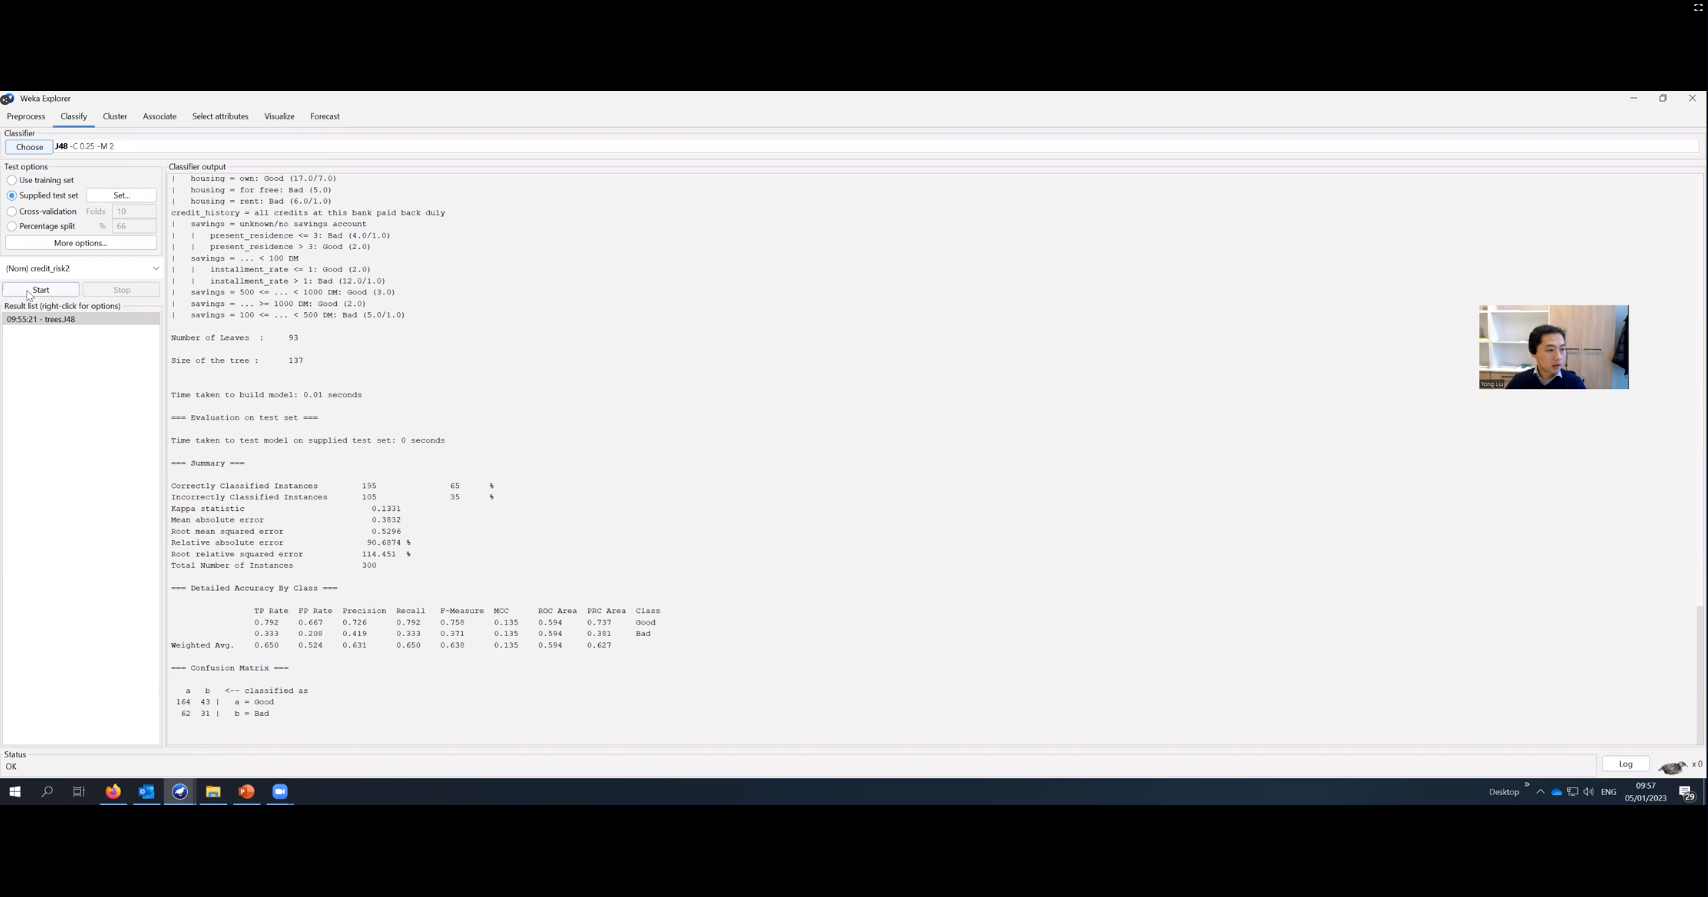 Weka Explorer
Preprocess Classify Cluster Associate Select attributes Visualize Forecast
Classifier
Choose J48 -C 0.25 -M 2
Test options
Use training set
Supplied test set Set...
Cross-validation Folds 10
Percentage split % 66
More options...
(Nom) credit_risk2
Start Stop
Result list (right-click for options)
09:55:21 - trees.J48
Classifier output
| housing = own: Good (17.0/7.0)
| housing = for free: Bad (5.0)
| housing = rent: Bad (6.0/1.0)
credit_history = all credits at this bank paid back duly
| savings = unknown/no savings account
| | present_residence <= 3: Bad (4.0/1.0)
| | present_residence > 3: Good (2.0)
| savings = ... < 100 DM
| | installment_rate <= 1: Good (2.0)
| | installment_rate > 1: Bad (12.0/1.0)
| savings = 500 <= ... < 1000 DM: Good (3.0)
| savings = ... >= 1000 DM: Good (2.0)
| savings = 100 <= ... < 500 DM: Bad (5.0/1.0)
Number of Leaves : 93
Size of the tree : 137
Time taken to build model: 0.01 seconds
=== Evaluation on test set ===
Time taken to test model on supplied test set: 0 seconds
=== Summary ===
Correctly Classified Instances 195 65 %
Incorrectly Classified Instances 105 35 %
Kappa statistic 0.1331
Mean absolute error 0.3832
Root mean squared error 0.5296
Relative absolute error 90.6874 %
Root relative squared error 114.451 %
Total Number of Instances 300
=== Detailed Accuracy By Class ===
TP Rate FP Rate Precision Recall F-Measure MCC ROC Area PRC Area Class
0.792 0.667 0.726 0.792 0.758 0.135 0.594 0.737 Good
0.333 0.208 0.419 0.333 0.371 0.135 0.594 0.381 Bad
Weighted Avg. 0.650 0.524 0.631 0.650 0.638 0.135 0.594 0.627
=== Confusion Matrix ===
a b <-- classified as
164 43 | a = Good
62 31 | b = Bad
Yong Liu
Status
OK
Log x 0
Desktop ENG
09:57
05/01/2023
29